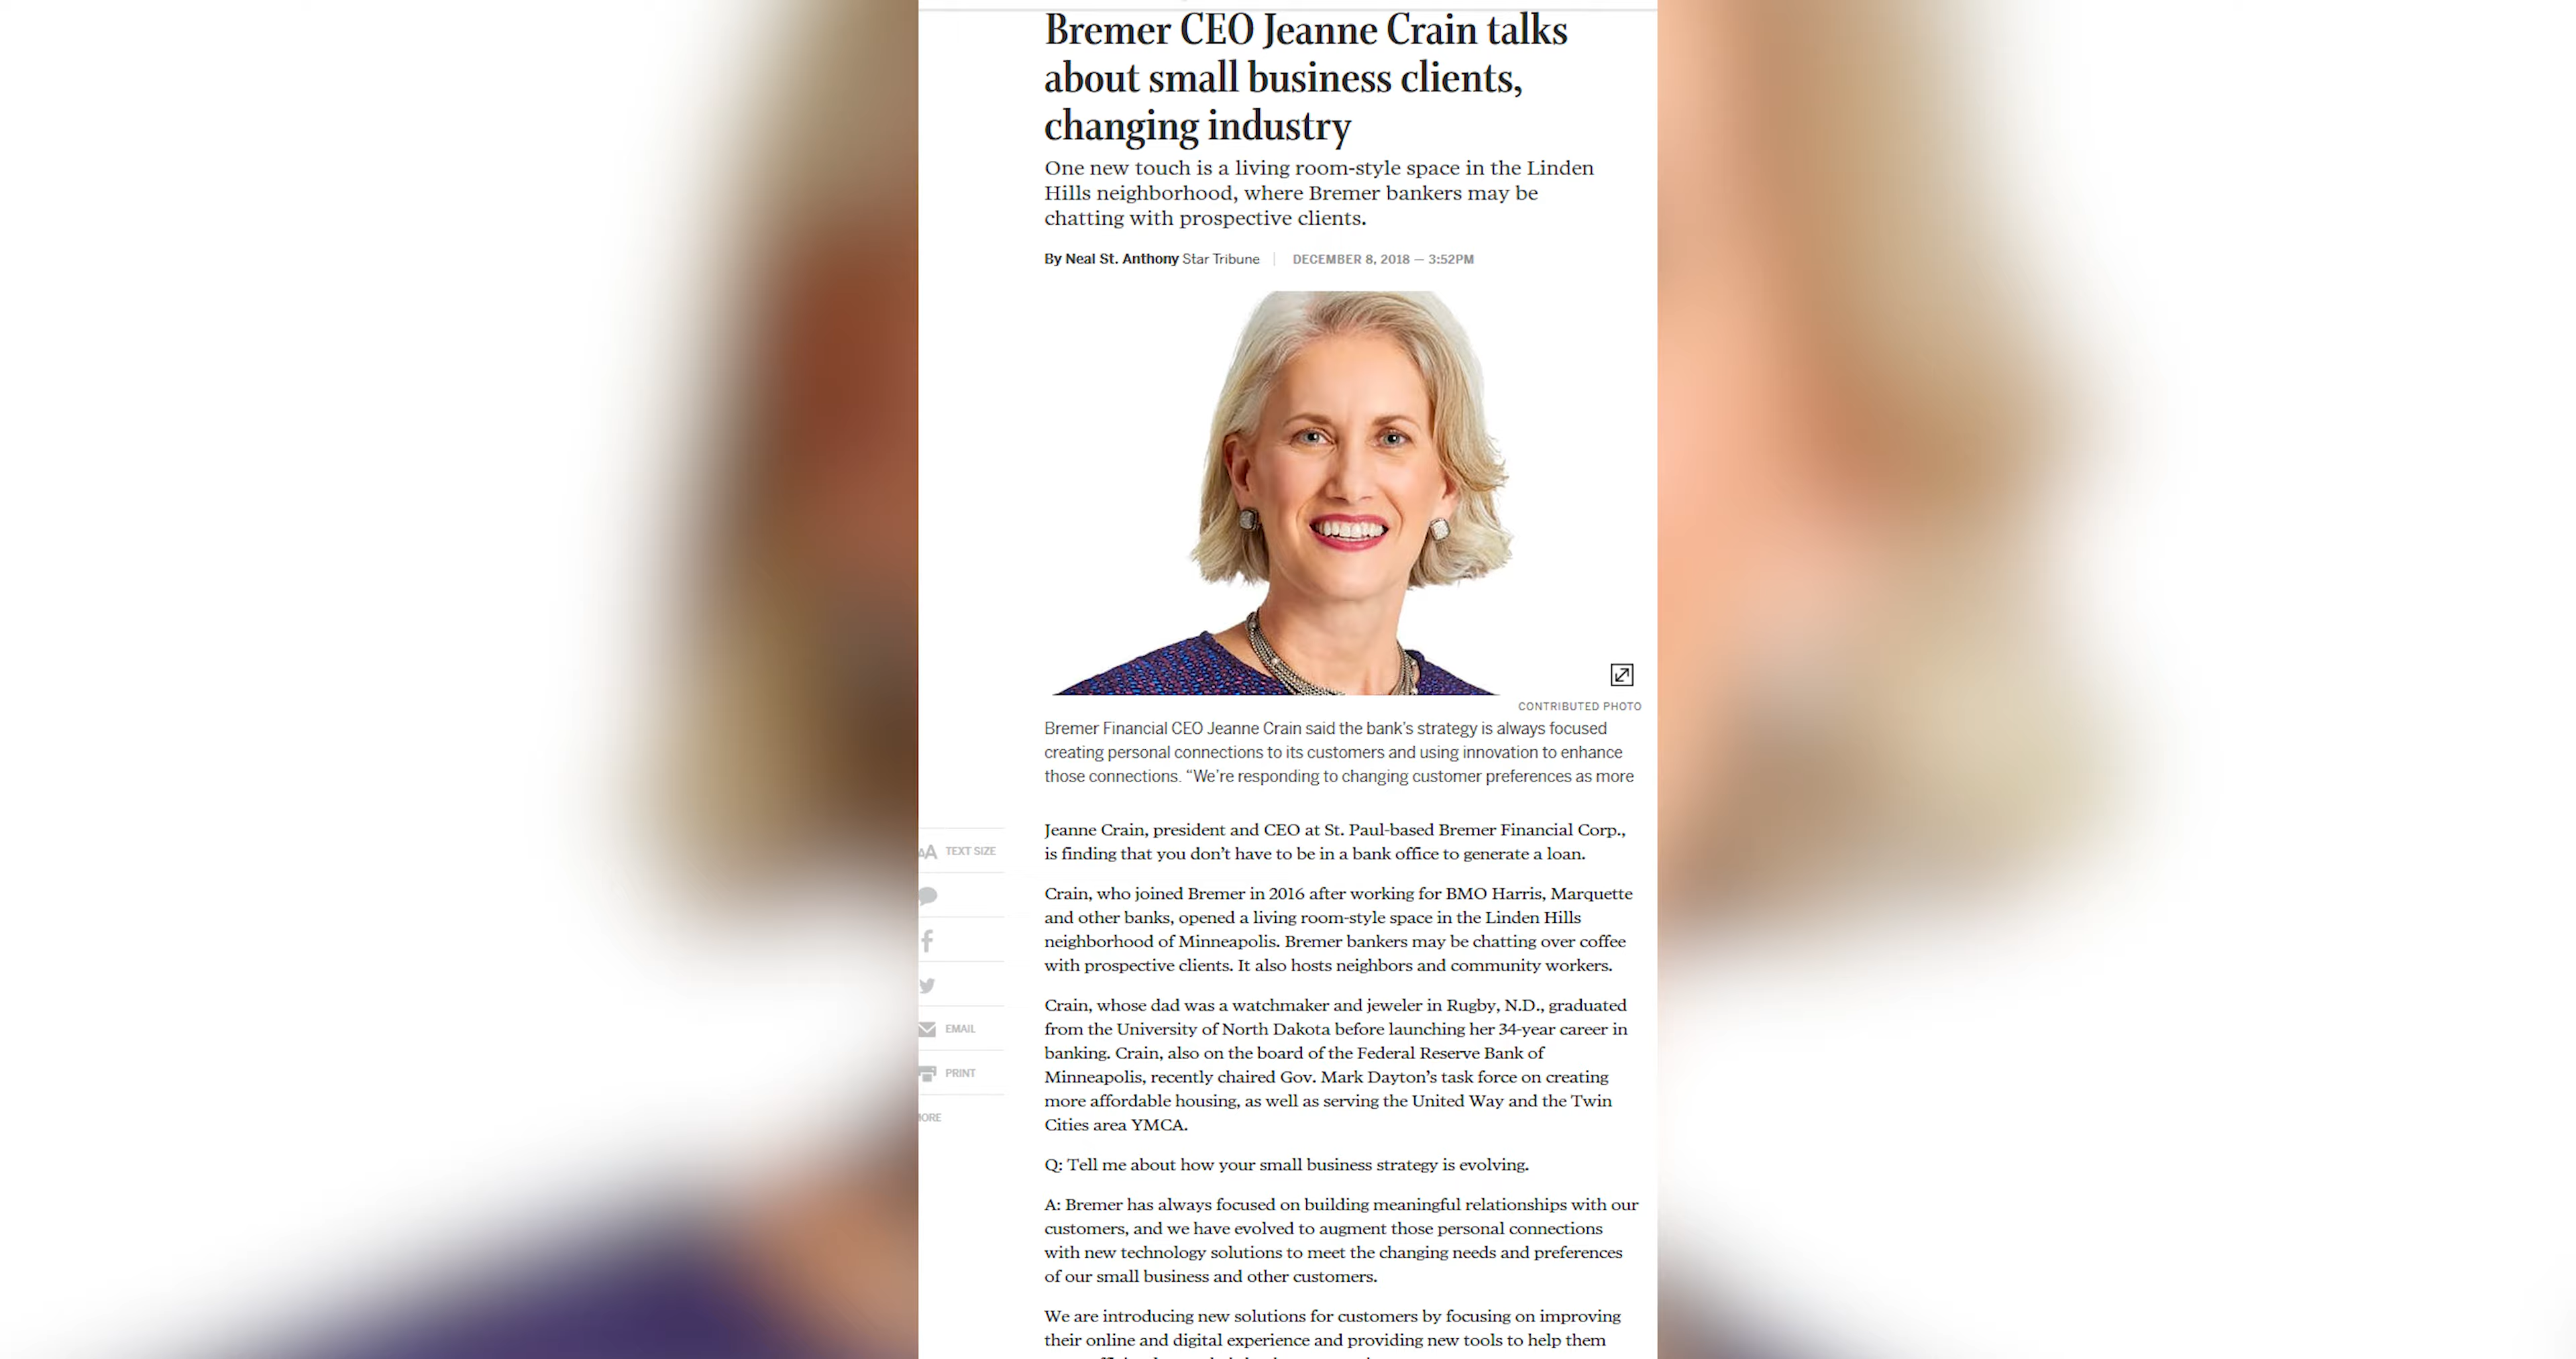 Bremer CEO Jeanne Crain talks
about small business clients,
changing industry
One new touch is a living room-style space in the Linden
Hills neighborhood, where Bremer bankers may be
chatting with prospective clients.
By Neal St. Anthony Star Tribune | DECEMBER 8, 2018 — 3:52PM
CONTRIBUTED PHOTO
Bremer Financial CEO Jeanne Crain said the bank's strategy is always focused
creating personal connections to its customers and using innovation to enhance
those connections. “We're responding to changing customer preferences as more
AA TEXT SIZE
EMAIL
PRINT
Jeanne Crain, president and CEO at St. Paul-based Bremer Financial Corp.,
is finding that you don't have to be in a bank office to generate a loan.
Crain, who joined Bremer in 2016 after working for BMO Harris, Marquette
and other banks, opened a living room-style space in the Linden Hills
neighborhood of Minneapolis. Bremer bankers may be chatting over coffee
with prospective clients. It also hosts neighbors and community workers.
Crain, whose dad was a watchmaker and jeweler in Rugby, N.D., graduated
from the University of North Dakota before launching her 34-year career in
banking. Crain, also on the board of the Federal Reserve Bank of
Minneapolis, recently chaired Gov. Mark Dayton's task force on creating
more affordable housing, as well as serving the United Way and the Twin
Cities area YMCA.
Q: Tell me about how your small business strategy is evolving.
A: Bremer has always focused on building meaningful relationships with our
customers, and we have evolved to augment those personal connections
with new technology solutions to meet the changing needs and preferences
of our small business and other customers.
We are introducing new solutions for customers by focusing on improving
their online and digital experience and providing new tools to help them